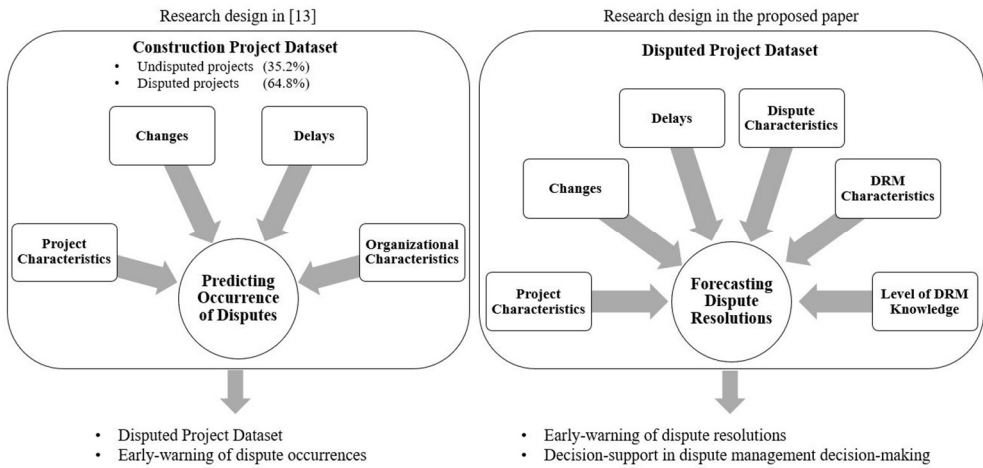 Research design in [13]
Construction Project Dataset
• Undisputed projects (35.2%)
• Disputed projects (64.8%)
Changes
Delays
Project
Characteristics
Organizational
Characteristics
Predicting
Occurrence
of Disputes
• Disputed Project Dataset
• Early-warning of dispute occurrences
Research design in the proposed paper
Disputed Project Dataset
Delays
Dispute
Characteristics
Changes
DRM
Characteristics
Project
Characteristics
Level of DRM
Knowledge
Forecasting
Dispute
Resolutions
• Early-warning of dispute resolutions
• Decision-support in dispute management decision-making